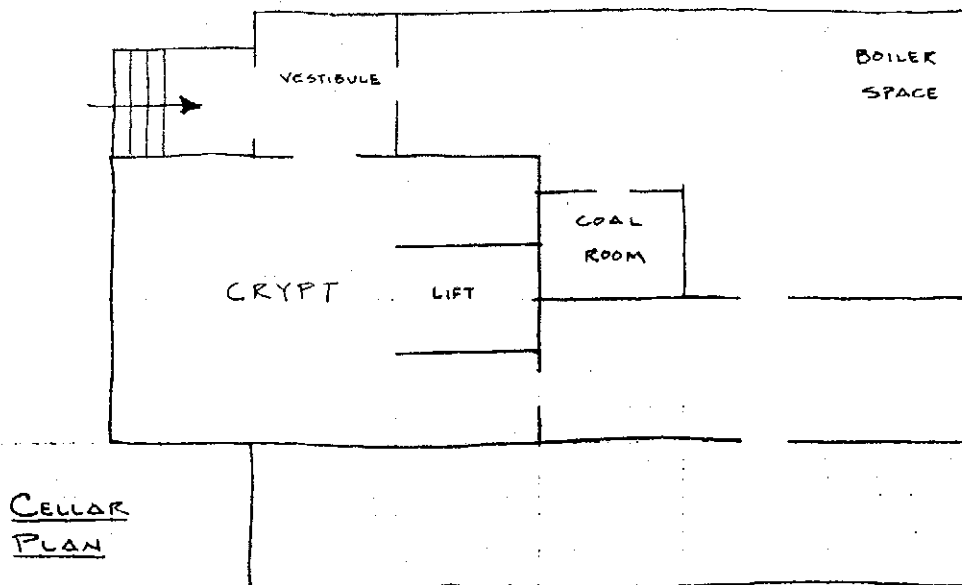 VESTIBULE
BOILER
SPACE
COAL
ROOM
CRYPT
LIFT
CELLAR
PLAN